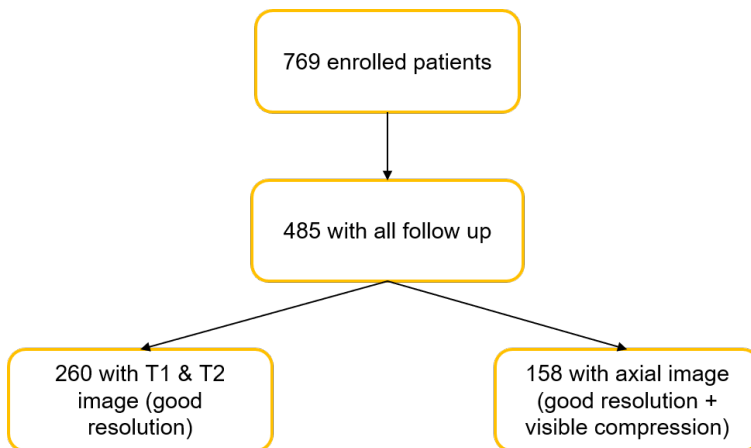 769 enrolled patients
485 with all follow up
260 with T1 & T2
image (good
resolution)
158 with axial image
(good resolution +
visible compression)